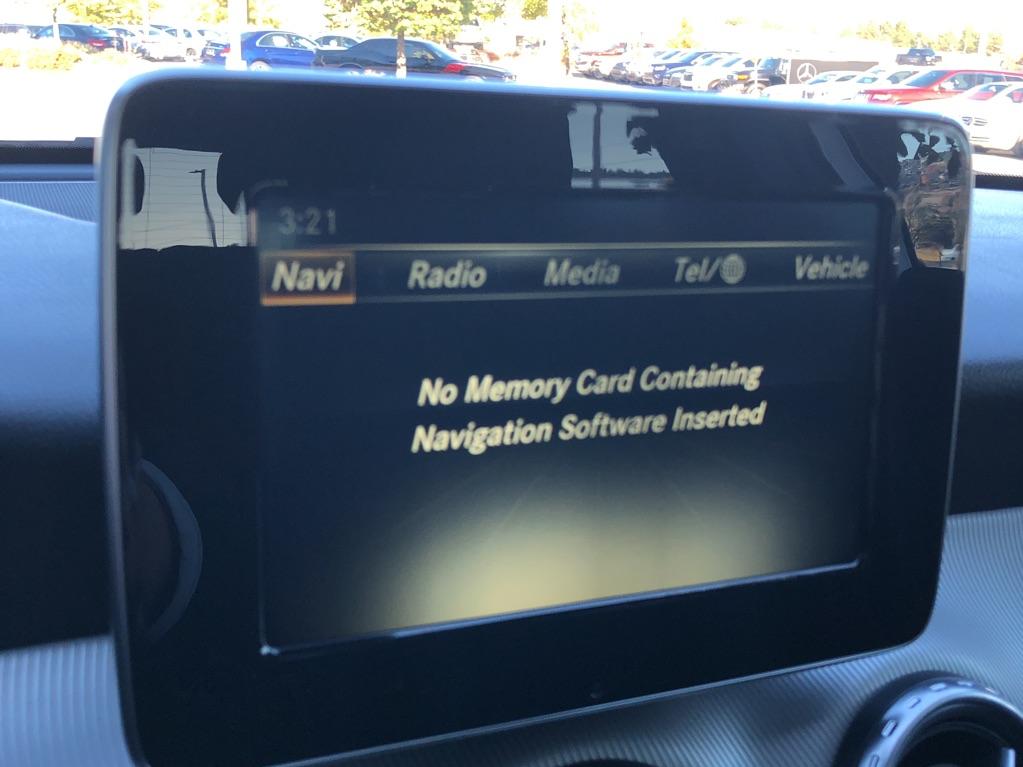 3:21
Navi Radio Media Tel/ Vehicle
No Memory Card Containing
Navigation Software Inserted